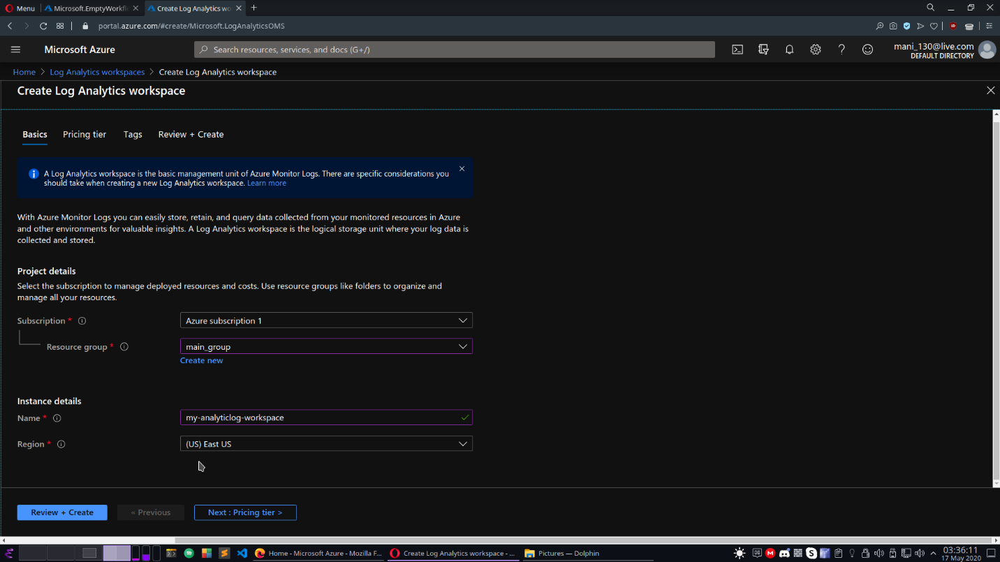 Menu
Microsoft.EmptyWorkfl
Create Log Analytics wo
portal.azure.com/#create/Microsoft.LogAnalyticsOMS
Microsoft Azure
Search resources, services, and docs (G+/)
mani_130@live.com
DEFAULT DIRECTORY
Home > Log Analytics workspaces > Create Log Analytics workspace
Create Log Analytics workspace
Basics
Pricing tier
Tags
Review + Create
A Log Analytics workspace is the basic management unit of Azure Monitor Logs. There are specific considerations you
should take when creating a new Log Analytics workspace. Learn more
With Azure Monitor Logs you can easily store, retain, and query data collected from your monitored resources in Azure
and other environments for valuable insights. A Log Analytics workspace is the logical storage unit where your log data is
collected and stored.
Project details
Select the subscription to manage deployed resources and costs. Use resource groups like folders to organize and
manage all your resources.
Subscription *
Azure subscription 1
Resource group *
main_group
Create new
Instance details
Name *
my-analyticlog-workspace
Region *
(US) East US
Review + Create
« Previous
Next : Pricing tier >
Home - Microsoft Azure - Mozilla F...
Create Log Analytics workspace - ...
Pictures — Dolphin
03:36:11
17 May 2020